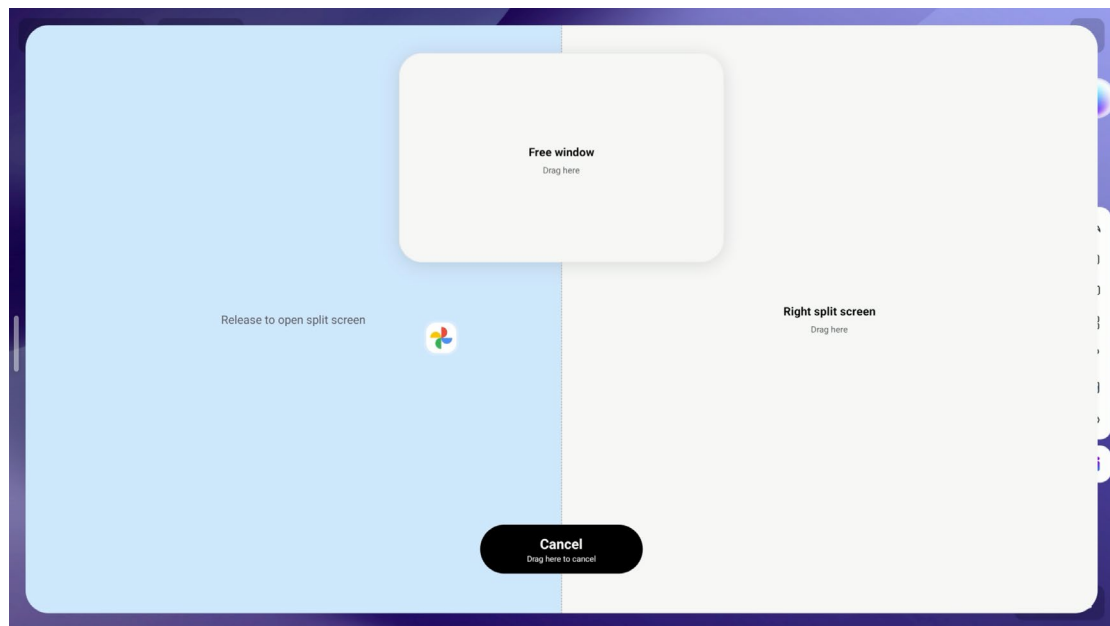 Free window
Drag here
Release to open split screen
Right split screen
Drag here
Cancel
Drag here to cancel